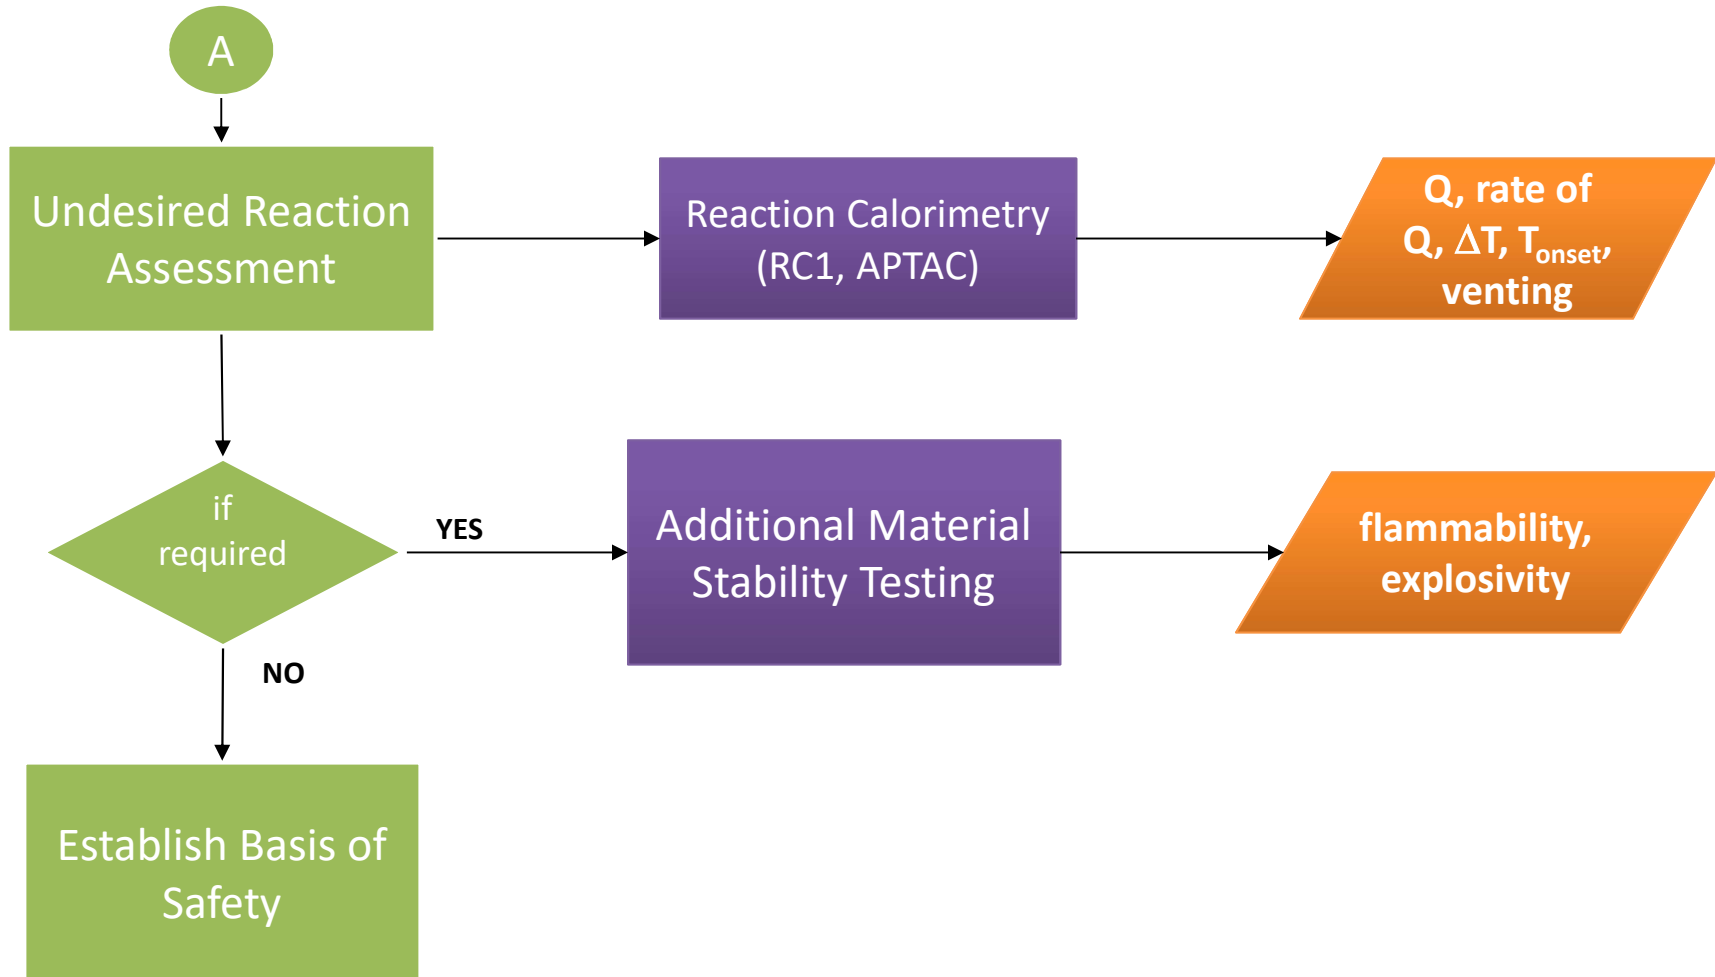 A
Undesired Reaction
Assessment
Reaction Calorimetry
(RC1, APTAC)
Q, rate of
Q, ΔT, Tonset,
venting
if
required
YES
Additional Material
Stability Testing
flammability,
explosivity
NO
Establish Basis of
Safety